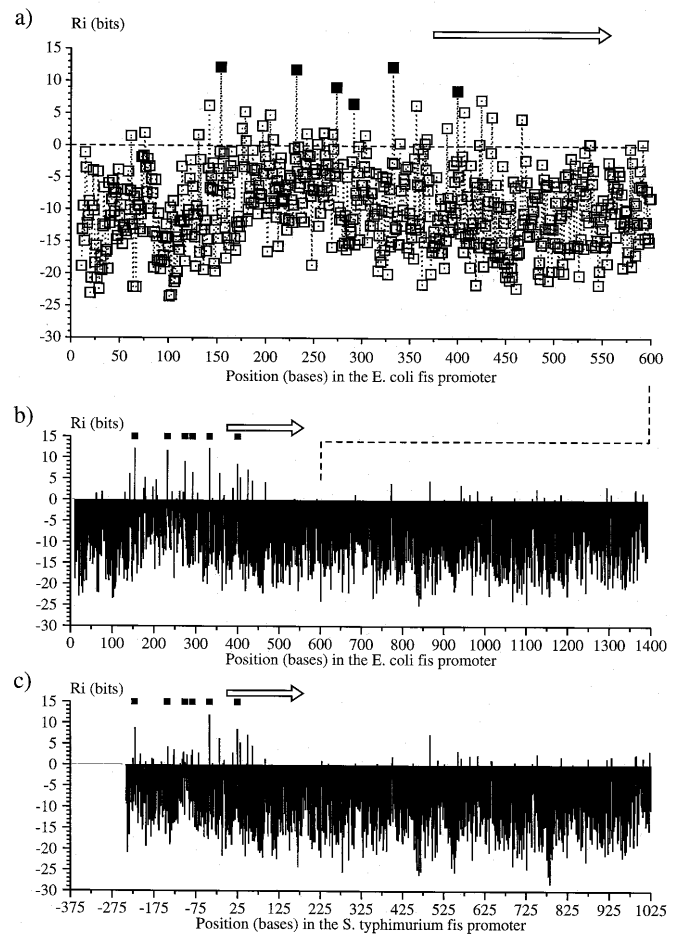 a)
Ri (bits)
15
10
5
0
-5
-10
-15
-20
-25
-30
0 50 100 150 200 250 300 350 400 450 500 550 600
Position (bases) in the E. coli fis promoter
b)
Ri (bits)
15
10
5
0
-5
-10
-15
-20
-25
-30
0 100 200 300 400 500 600 700 800 900 1000 1100 1200 1300 1400
Position (bases) in the E. coli fis promoter
c)
Ri (bits)
15
10
5
0
-5
-10
-15
-20
-25
-30
-375 -275 -175 -75 25 125 225 325 425 525 625 725 825 925 1025
Position (bases) in the S. typhimurium fis promoter